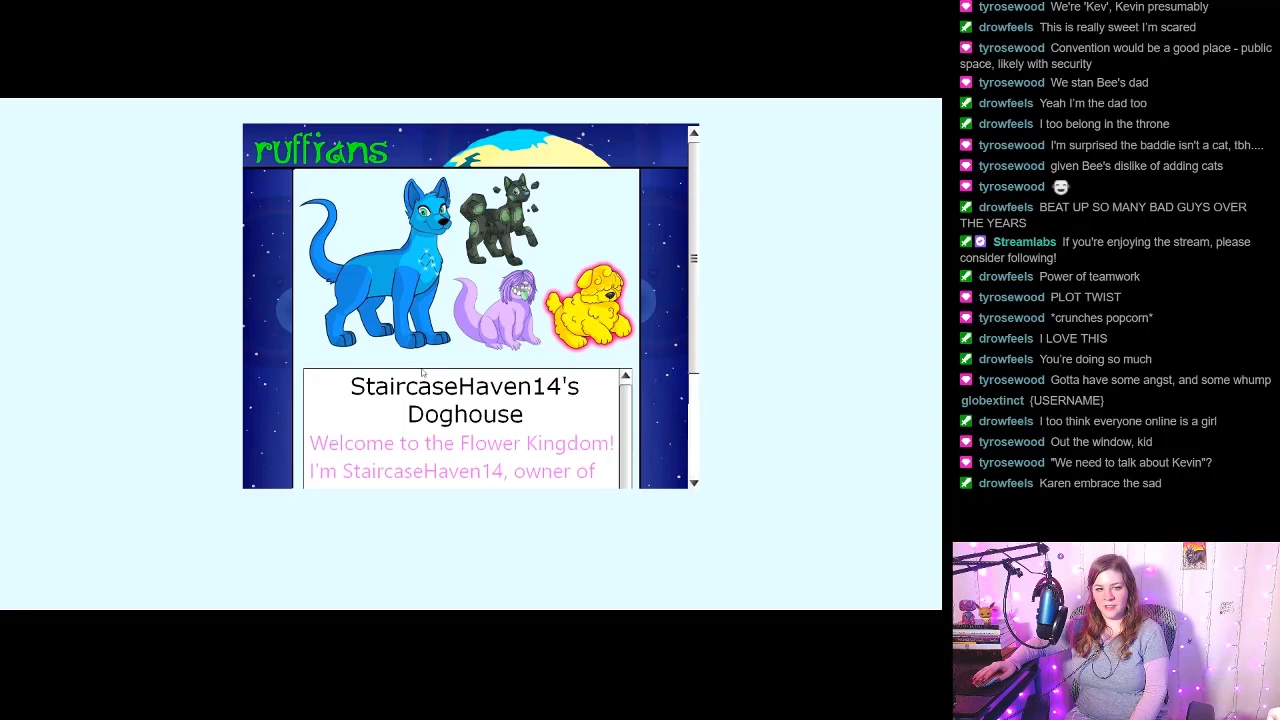 ruffians
StaircaseHaven14's
Doghouse
Welcome to the Flower Kingdom!
I'm StaircaseHaven14, owner of
tyrosewood We're 'Kev', Kevin presumably
drowfeels This is really sweet I'm scared
tyrosewood Convention would be a good place - public
space, likely with security
tyrosewood We stan Bee's dad
drowfeels Yeah I'm the dad too
drowfeels I too belong in the throne
tyrosewood I'm surprised the baddie isn't a cat, tbh....
tyrosewood given Bee's dislike of adding cats
tyrosewood
drowfeels BEAT UP SO MANY BAD GUYS OVER
THE YEARS
Streamlabs If you're enjoying the stream, please
consider following!
drowfeels Power of teamwork
tyrosewood PLOT TWIST
tyrosewood *crunches popcorn*
drowfeels I LOVE THIS
drowfeels You're doing so much
tyrosewood Gotta have some angst, and some whump
globextinct {USERNAME}
drowfeels I too think everyone online is a girl
tyrosewood Out the window, kid
tyrosewood "We need to talk about Kevin"?
drowfeels Karen embrace the sad